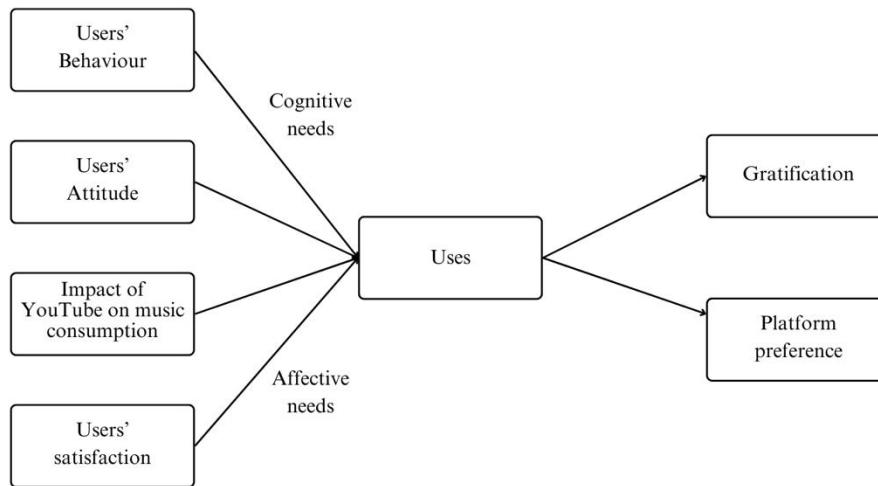 Users’
Behaviour
Cognitive
needs
Users’
Attitude
Impact of
YouTube on music
consumption
Affective
needs
Users’
satisfaction
Uses
Gratification
Platform
preference